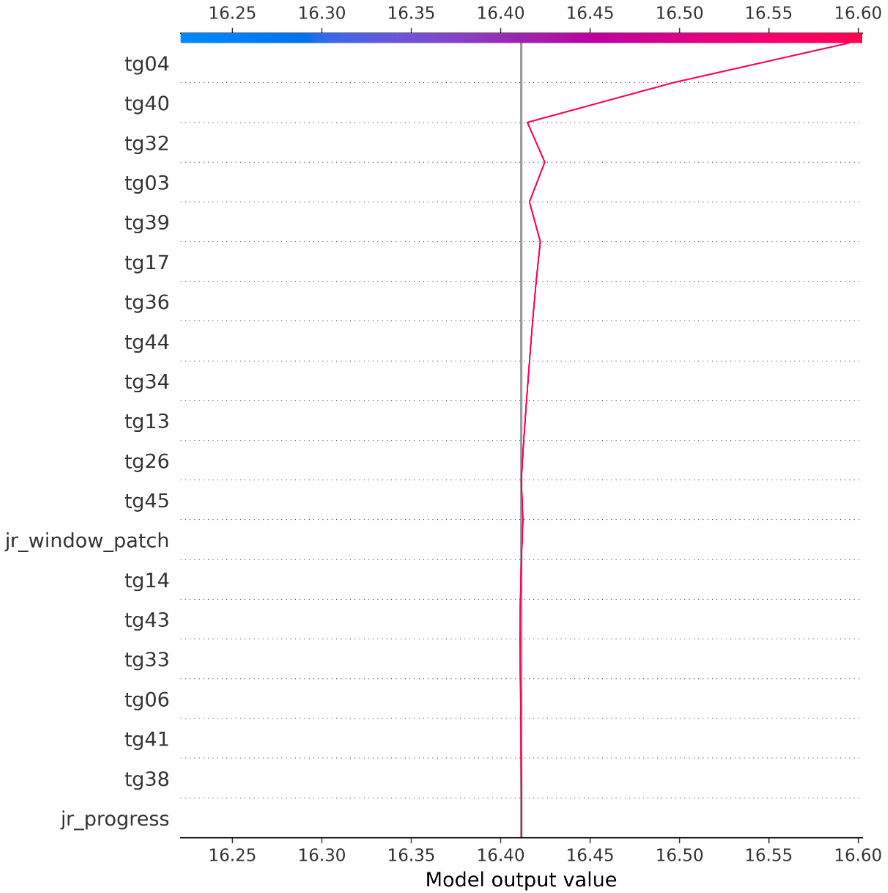 16.25 16.30 16.35 16.40 16.45 16.50 16.55 16.60
tg04
tg40
tg32
tg03
tg39
tg17
tg36
tg44
tg34
tg13
tg26
tg45
jr_window_patch
tg14
tg43
tg33
tg06
tg41
tg38
jr_progress
16.25 16.30 16.35 16.40 16.45 16.50 16.55 16.60
Model output value